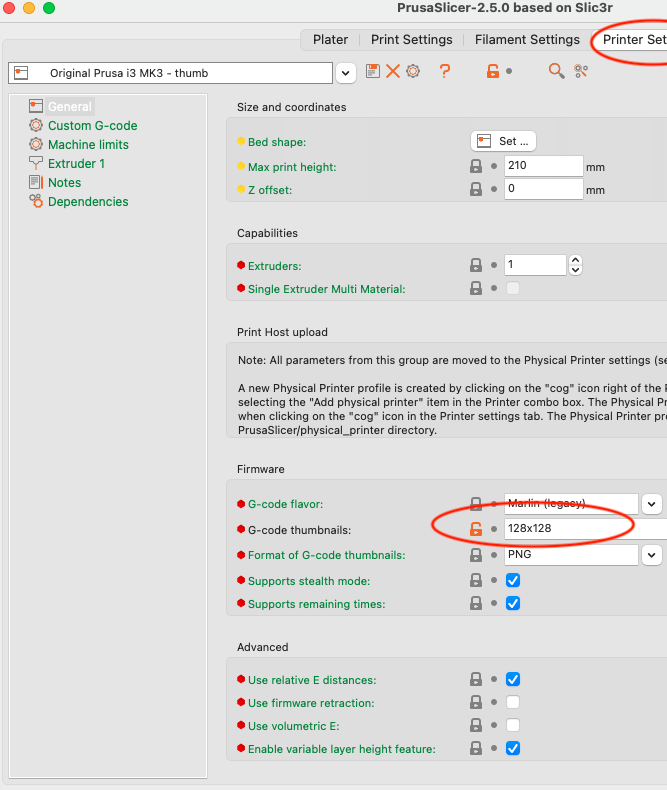 PrusaSlicer-2.5.0 based on Slic3r
Plater
Print Settings
Filament Settings
Printer Set
Original Prusa i3 MK3 - thumb
?
General
Custom G-code
Machine limits
Extruder 1
Notes
Dependencies
Size and coordinates
Bed shape:
Set ...
Max print height:
210
mm
Z offset:
0
mm
Capabilities
Extruders:
1
Single Extruder Multi Material:
Print Host upload
Note: All parameters from this group are moved to the Physical Printer settings (se
A new Physical Printer profile is created by clicking on the "cog" icon right of the P
selecting the "Add physical printer" item in the Printer combo box. The Physical Pr
when clicking on the "cog" icon in the Printer settings tab. The Physical Printer pro
PrusaSlicer/physical_printer directory.
Firmware
G-code flavor:
Marlin (legacy)
G-code thumbnails:
128x128
Format of G-code thumbnails:
PNG
Supports stealth mode:
Supports remaining times:
Advanced
Use relative E distances:
Use firmware retraction:
Use volumetric E:
Enable variable layer height feature: